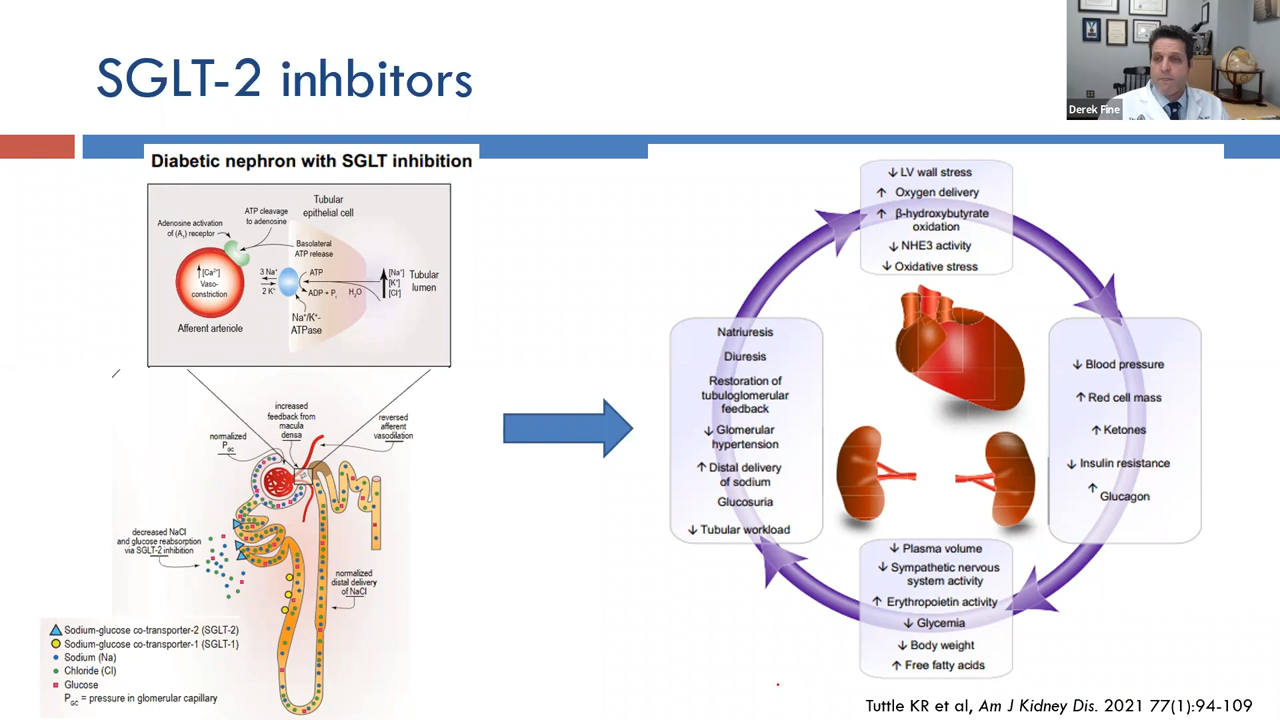 SGLT-2 inhbitors
Derek Fine
Diabetic nephron with SGLT inhibition
Tubular
epithelial cell
ATP cleavage
to adenosine
Adenosine activation
of (A₁) receptor
Basolateral
ATP release
[Ca²⁺]
Vaso-
constriction
3 Na⁺
2 K⁺
ATP
ADP + Pᵢ
H₂O
[Na⁺]
[K⁺]
[Cl⁻]
Tubular
lumen
Na⁺/K⁺-
ATPase
Afferent arteriole
increased
feedback from
macula
densa
reversed
afferent
vasodilation
normalized
P_GC
decreased NaCl
and glucose reabsorption
via SGLT-2 inhibition
normalized
distal delivery
of NaCl
Sodium-glucose co-transporter-2 (SGLT-2)
Sodium-glucose co-transporter-1 (SGLT-1)
Sodium (Na)
Chloride (Cl)
Glucose
P_GC = pressure in glomerular capillary
↓ LV wall stress
↑ Oxygen delivery
↑ β-hydroxybutyrate
oxidation
↓ NHE3 activity
↓ Oxidative stress
Natriuresis
Diuresis
Restoration of
tubuloglomerular
feedback
↓ Glomerular
hypertension
↑ Distal delivery
of sodium
Glucosuria
↓ Tubular workload
↓ Blood pressure
↑ Red cell mass
↑ Ketones
↓ Insulin resistance
↑ Glucagon
↓ Plasma volume
↓ Sympathetic nervous
system activity
↑ Erythropoietin activity
↓ Glycemia
↓ Body weight
↑ Free fatty acids
Tuttle KR et al, Am J Kidney Dis. 2021 77(1):94-109